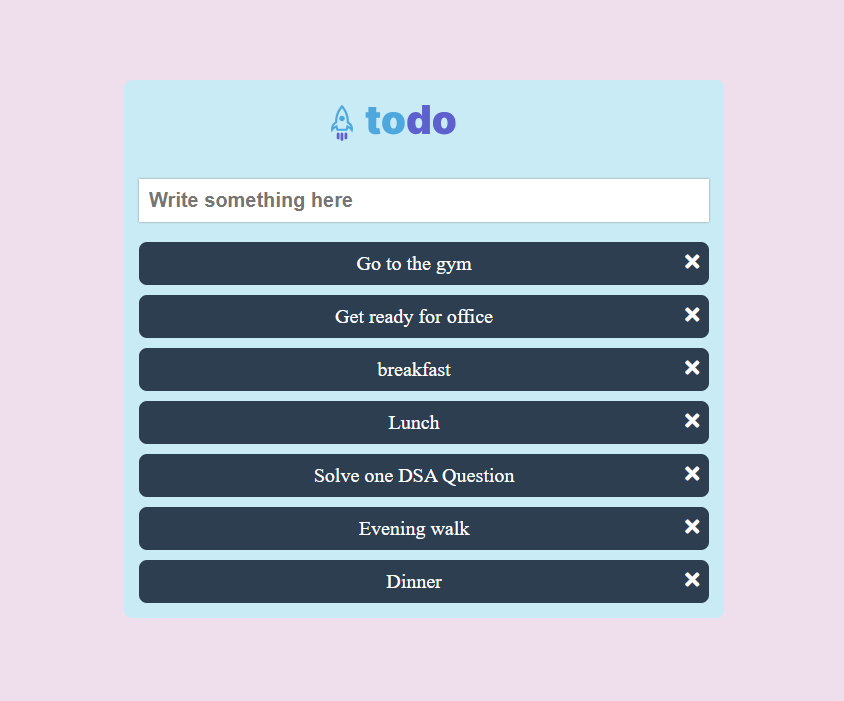 todo
Write something here
Go to the gym
Get ready for office
breakfast
Lunch
Solve one DSA Question
Evening walk
Dinner